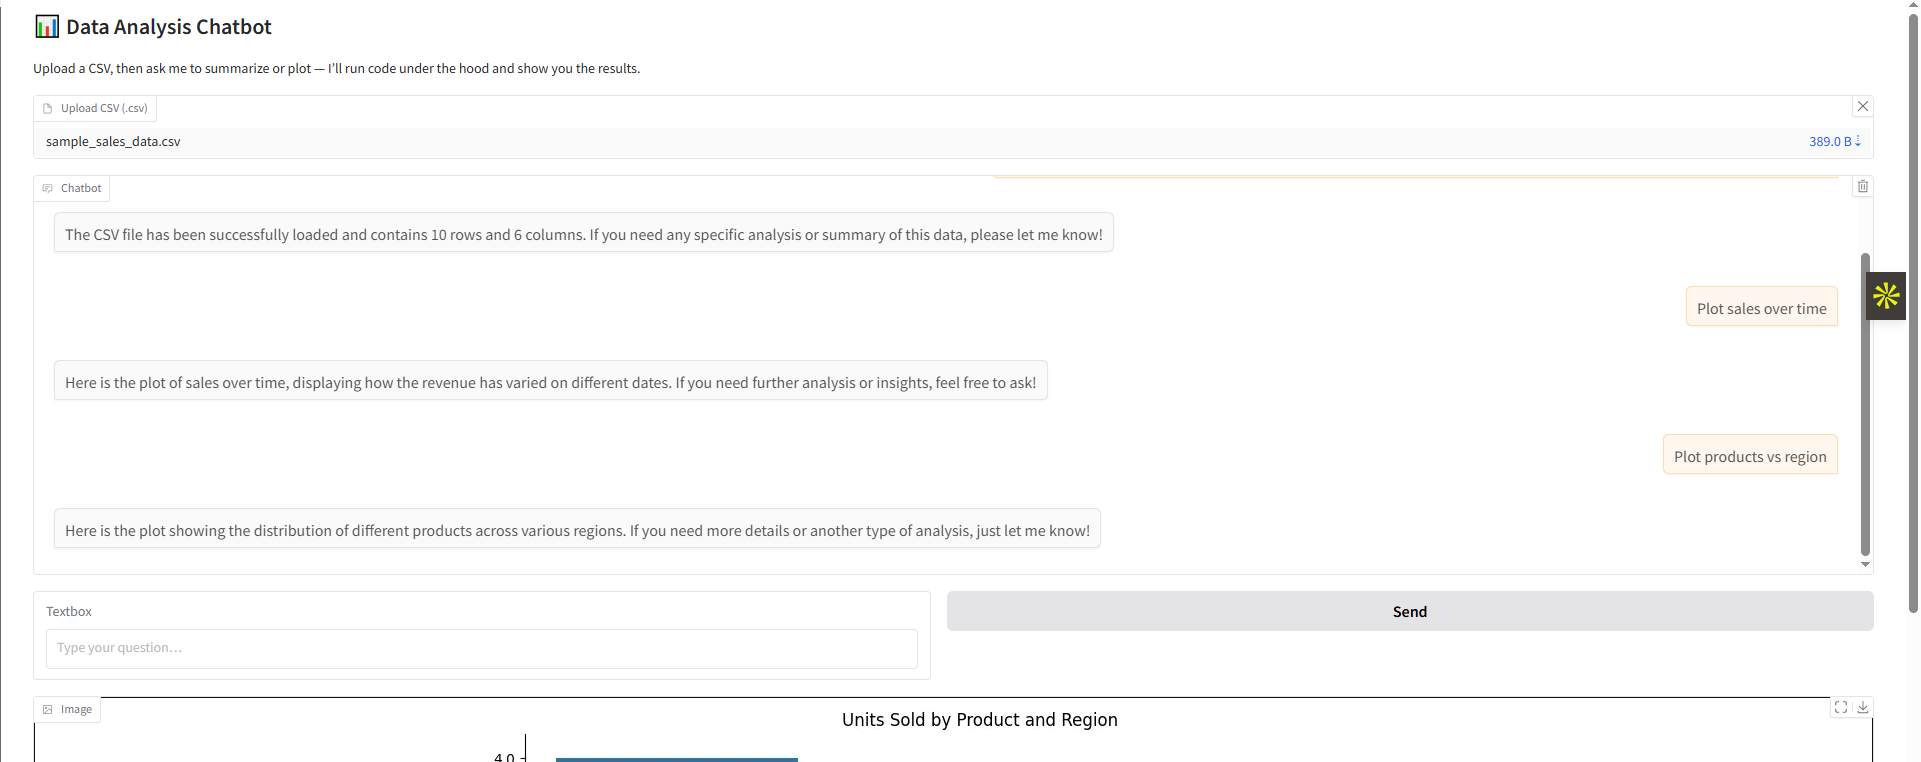 Data Analysis Chatbot
Upload a CSV, then ask me to summarize or plot — I'll run code under the hood and show you the results.
Upload CSV (.csv)
sample_sales_data.csv
389.0 B ⇣
Chatbot
The CSV file has been successfully loaded and contains 10 rows and 6 columns. If you need any specific analysis or summary of this data, please let me know!
Plot sales over time
Here is the plot of sales over time, displaying how the revenue has varied on different dates. If you need further analysis or insights, feel free to ask!
Plot products vs region
Here is the plot showing the distribution of different products across various regions. If you need more details or another type of analysis, just let me know!
Textbox
Send
Type your question...
Image
Units Sold by Product and Region
4.0